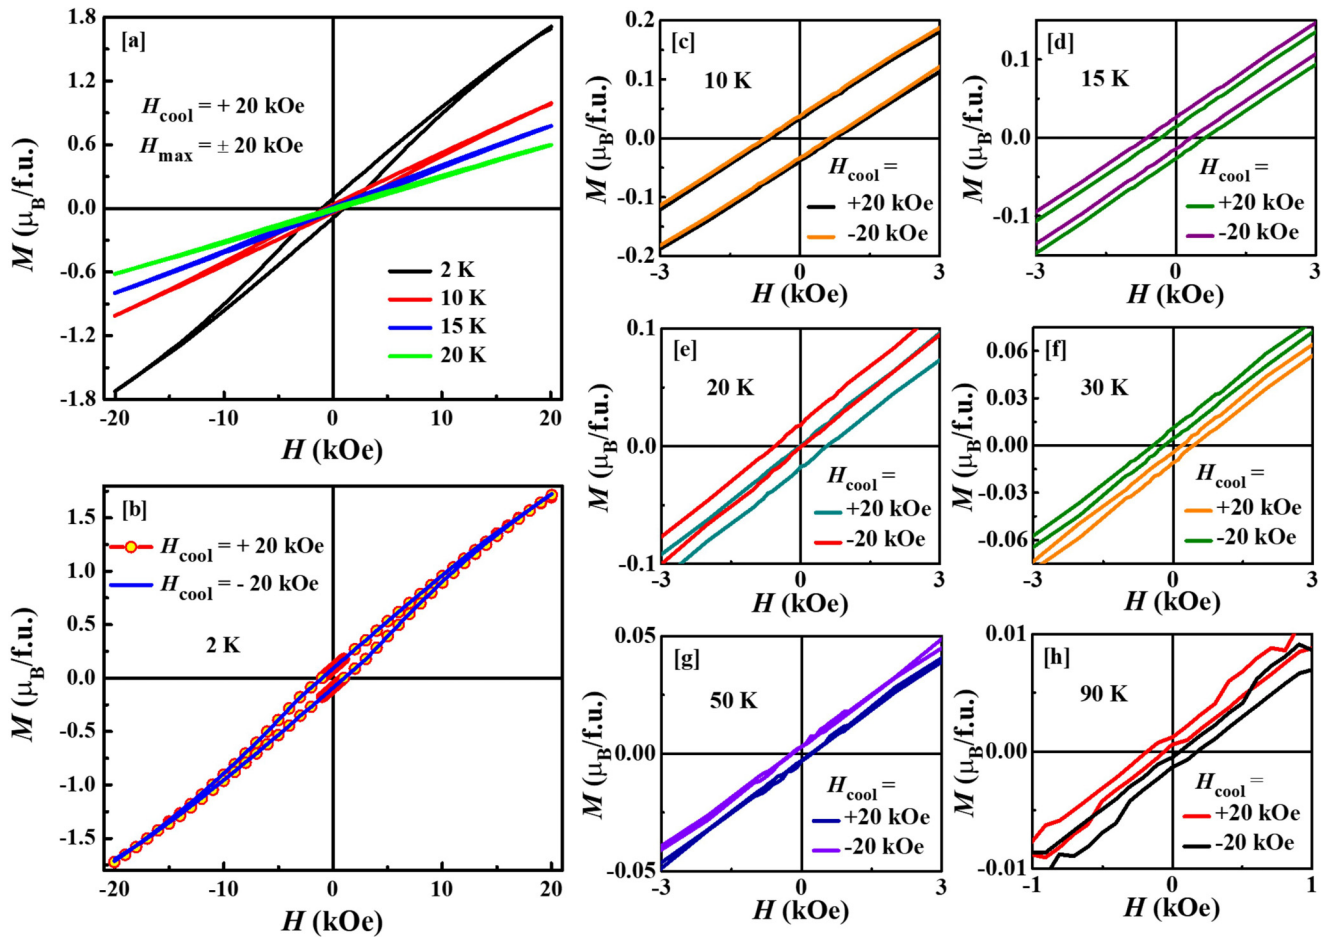 [a]
H_cool = + 20 kOe
H_max = ± 20 kOe
2 K
10 K
15 K
20 K
1.8
1.2
0.6
0.0
-0.6
-1.2
-1.8
-20
-10
0
10
20
M (μ_B/f.u.)
H (kOe)
[b]
H_cool = + 20 kOe
H_cool = - 20 kOe
2 K
1.5
1.0
0.5
0.0
-0.5
-1.0
-1.5
-20
-10
0
10
20
M (μ_B/f.u.)
H (kOe)
[c]
10 K
H_cool =
+20 kOe
-20 kOe
0.2
0.1
0.0
-0.1
-0.2
-3
0
3
M (μ_B/f.u.)
H (kOe)
[d]
15 K
H_cool =
+20 kOe
-20 kOe
0.1
0.0
-0.1
-3
0
3
M (μ_B/f.u.)
H (kOe)
[e]
20 K
H_cool =
+20 kOe
-20 kOe
0.1
0.0
-0.1
-3
0
3
M (μ_B/f.u.)
H (kOe)
[f]
30 K
H_cool =
+20 kOe
-20 kOe
0.06
0.03
0.00
-0.03
-0.06
-3
0
3
M (μ_B/f.u.)
H (kOe)
[g]
50 K
H_cool =
+20 kOe
-20 kOe
0.05
0.00
-0.05
-3
0
3
M (μ_B/f.u.)
H (kOe)
[h]
90 K
H_cool =
+20 kOe
-20 kOe
0.01
0.00
-0.01
-1
0
1
M (μ_B/f.u.)
H (kOe)